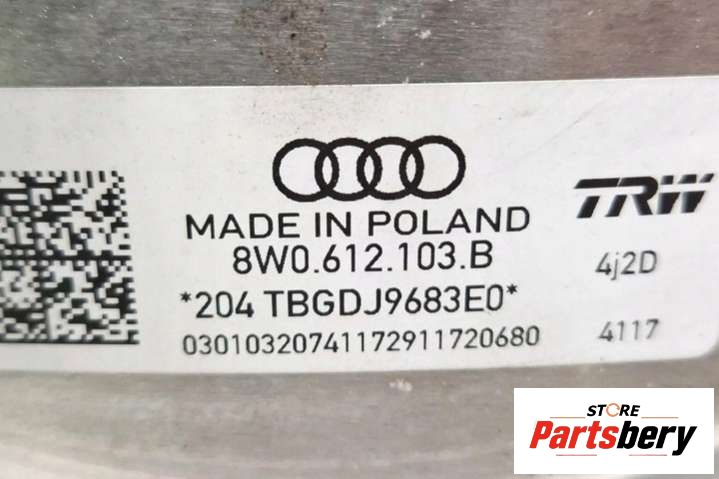 MADE IN POLAND
8W0.612.103.B
*204 TBGDJ9683E0*
03010320741172911720680
TRW
4j2D
4117
STORE
Partsbery